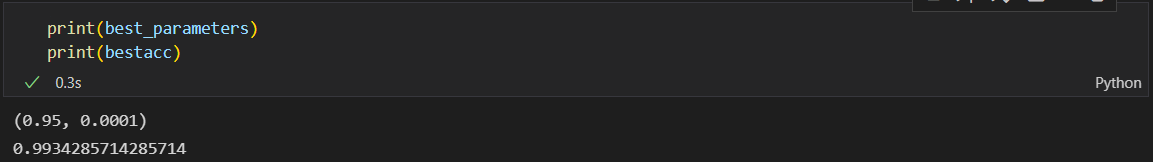 print(best_parameters)
print(bestacc)
0.3s
Python
(0.95, 0.0001)
0.9934285714285714